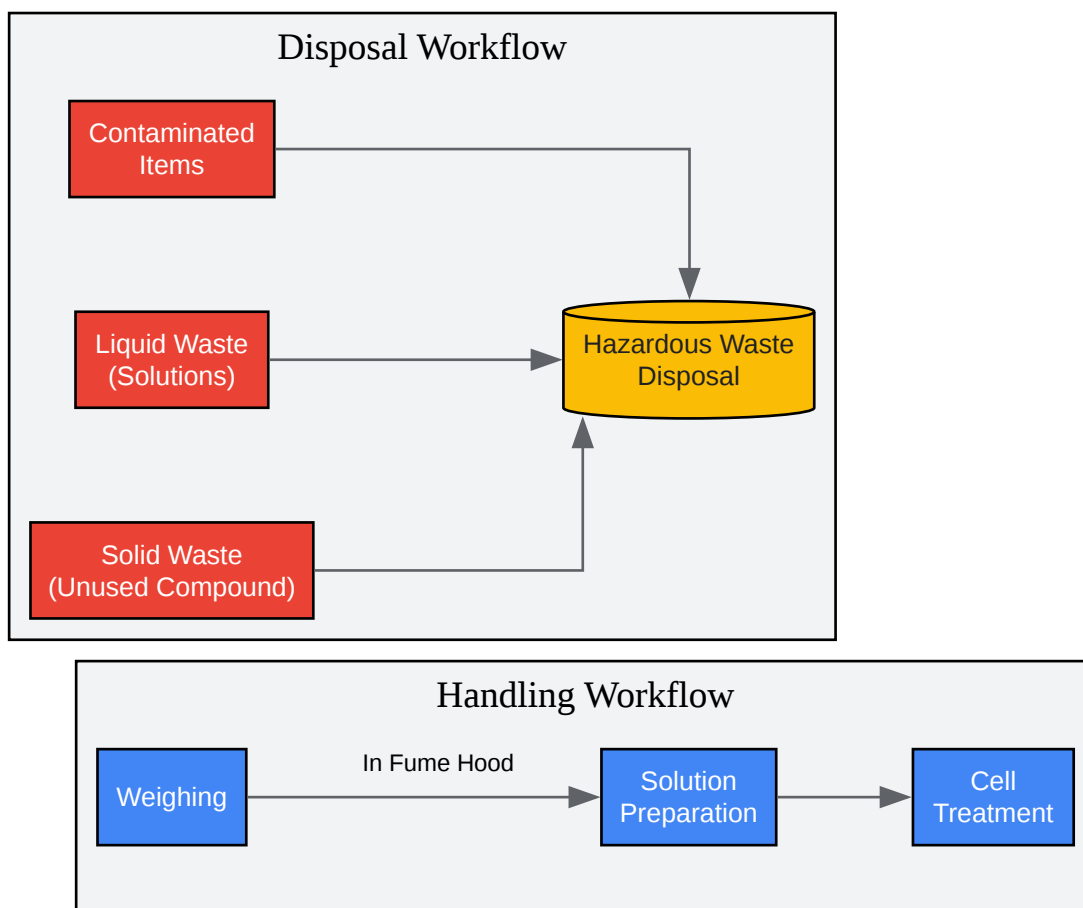 Disposal Workflow
Contaminated
Items
Liquid Waste
(Solutions)
Hazardous Waste
Disposal
Solid Waste
(Unused Compound)
Handling Workflow
Weighing
In Fume Hood
Solution
Preparation
Cell
Treatment